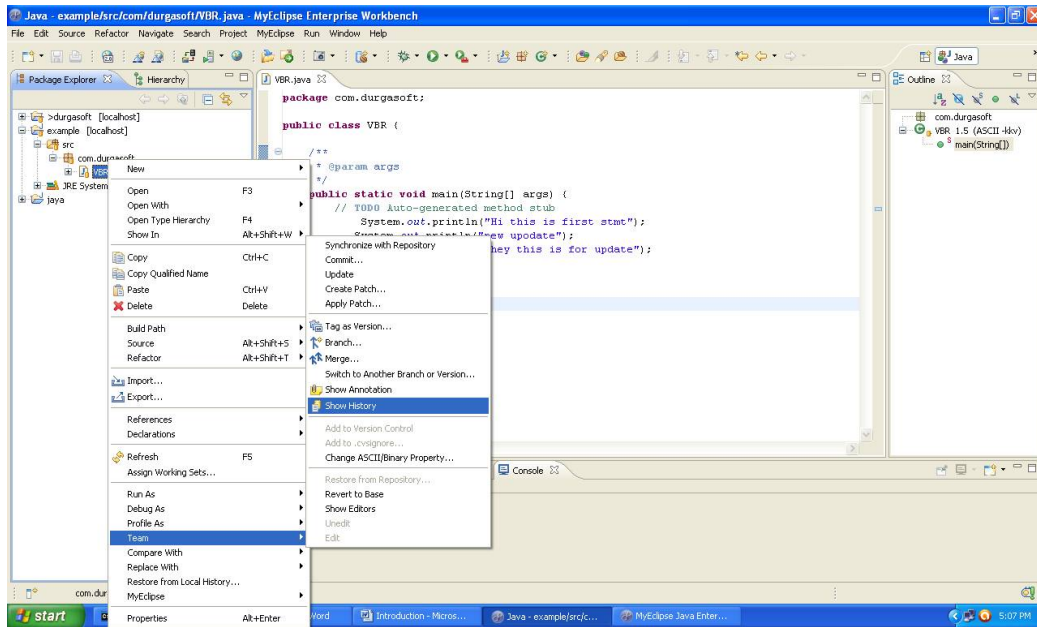 Java - example/src/com/durgasoft/VBR.java - MyEclipse Enterprise Workbench
File Edit Source Refactor Navigate Search Project MyEclipse Run Window Help
Java
Package Explorer
Hierarchy
>durgasoft [localhost]
example [localhost]
src
com.durgasoft
VBR
JRE System
jaya
VBR.java
package com.durgasoft;
public class VBR {
/**
* @param args
*/
public static void main(String[] args) {
// TODO Auto-generated method stub
System.out.println("Hi this is first stmt");
System.out.println("new upodate");
hey this is for update");
Outline
com.durgasoft
VBR 1.5 (ASCII -kkv)
main(String[])
New
Open F3
Open With
Open Type Hierarchy F4
Show In Alt+Shift+W
Copy Ctrl+C
Copy Qualified Name
Paste Ctrl+V
Delete Delete
Build Path
Source Alt+Shift+S
Refactor Alt+Shift+T
Import...
Export...
References
Declarations
Refresh F5
Assign Working Sets...
Run As
Debug As
Profile As
Team
Compare With
Replace With
Restore from Local History...
MyEclipse
Properties Alt+Enter
Synchronize with Repository
Commit...
Update
Create Patch...
Apply Patch...
Tag as Version...
Branch...
Merge...
Switch to Another Branch or Version...
Show Annotation
Show History
Add to Version Control
Add to .cvsignore...
Change ASCII/Binary Property...
Restore from Repository...
Revert to Base
Show Editors
Unedit
Edit
Console
com.dur
start
Word
Introduction - Micros...
Java - example/src/c...
MyEclipse Java Enter...
5:07 PM